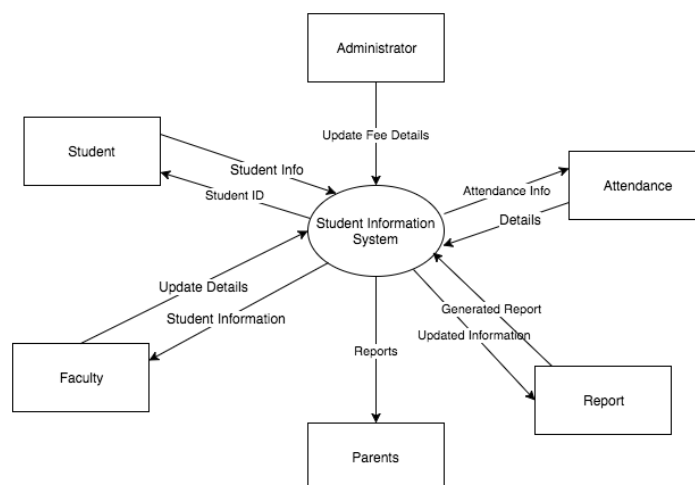 Administrator
Update Fee Details
Student
Student Info
Student ID
Attendance Info
Attendance
Details
Student Information
System
Update Details
Student Information
Generated Report
Updated Information
Reports
Faculty
Report
Parents